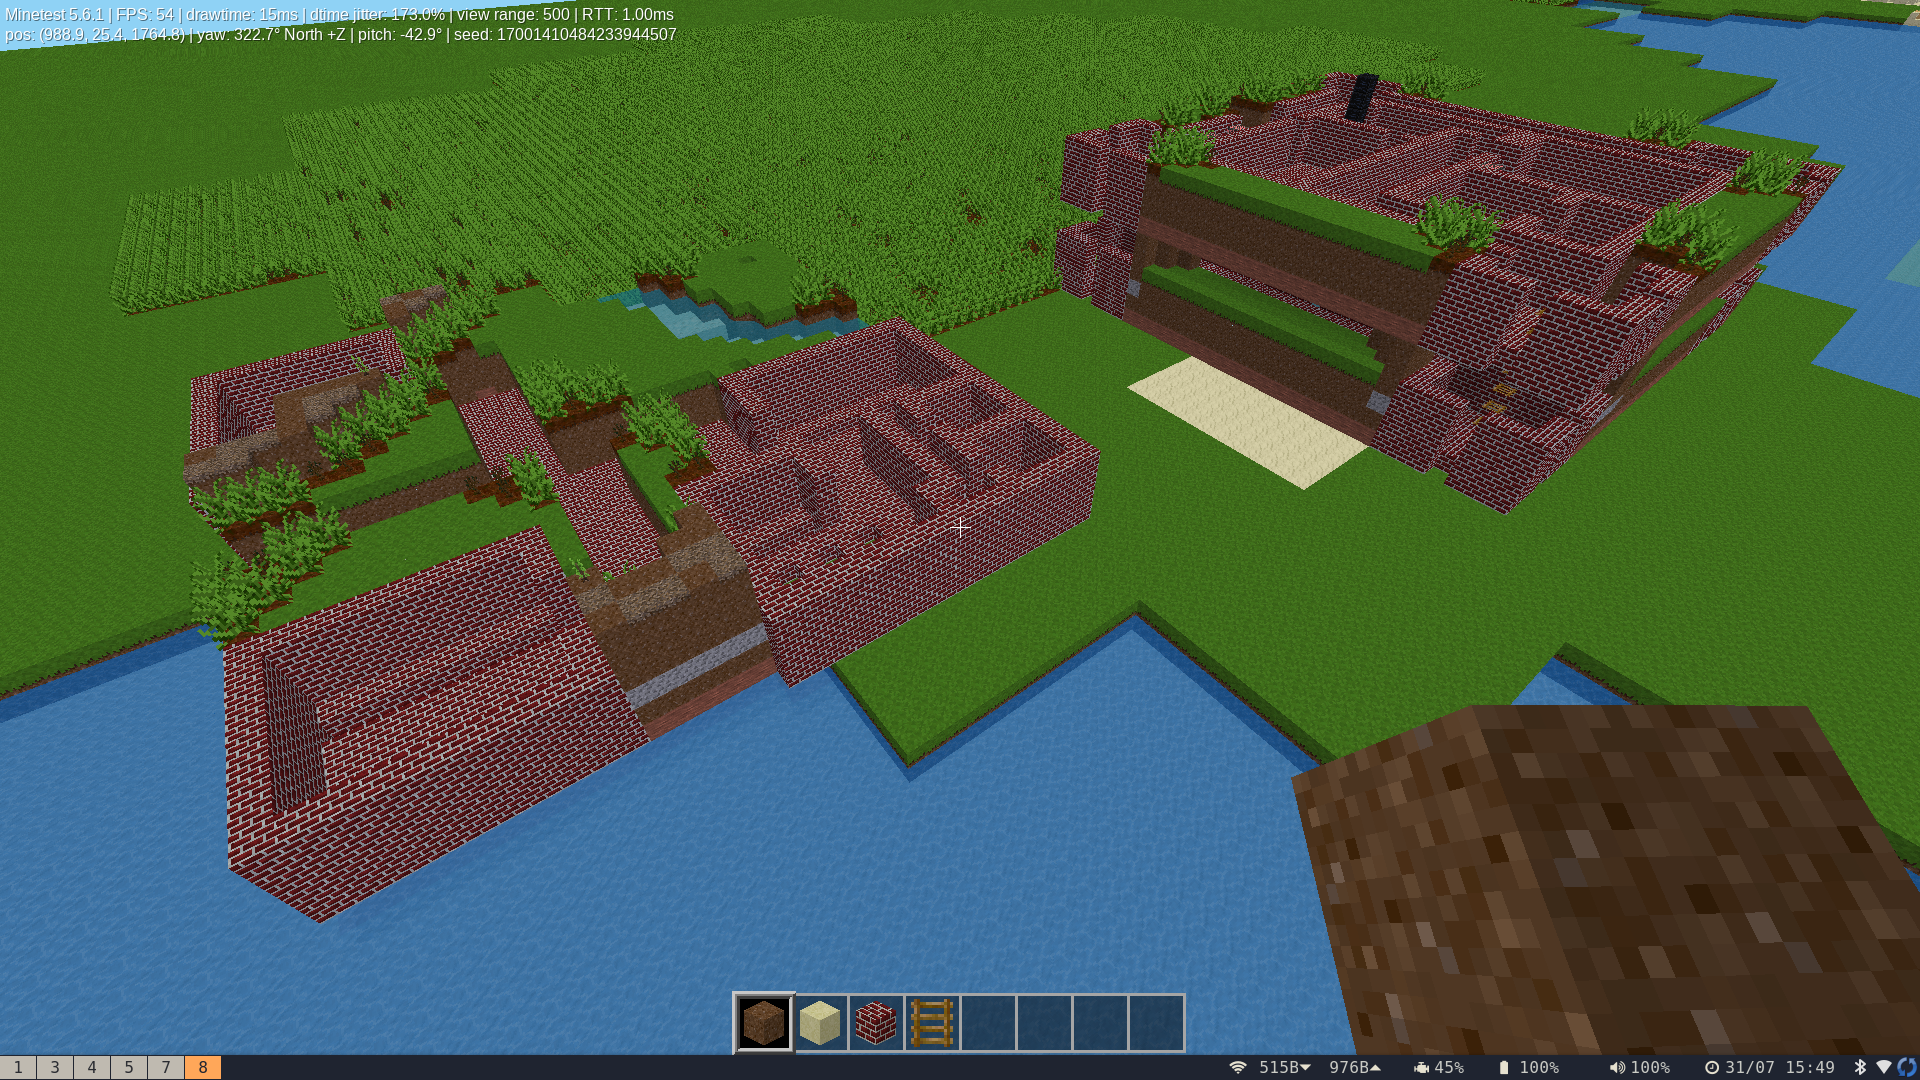 Minetest 5.6.1 | FPS: 54 | drawtime: 15ms | dtime jitter: 173.0% | view range: 500 | RTT: 1.00ms
pos: (988.9, 25.4, 1764.8) | yaw: 322.7° North +Z | pitch: -42.9° | seed: 17001410484233944507
1 3 4 5 7 8 515B 976B 45% 100% 100% 31/07 15:49